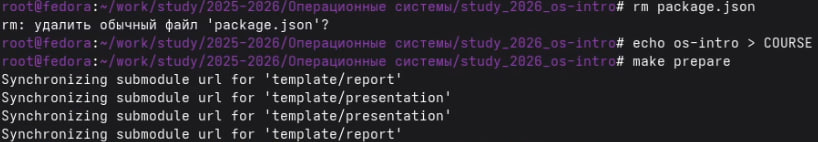 root@fedora:~/work/study/2025-2026/Операционные системы/study_2026_os-intro# rm package.json
rm: удалить обычный файл 'package.json'?
root@fedora:~/work/study/2025-2026/Операционные системы/study_2026_os-intro# echo os-intro > COURSE
root@fedora:~/work/study/2025-2026/Операционные системы/study_2026_os-intro# make prepare
Synchronizing submodule url for 'template/report'
Synchronizing submodule url for 'template/presentation'
Synchronizing submodule url for 'template/presentation'
Synchronizing submodule url for 'template/report'